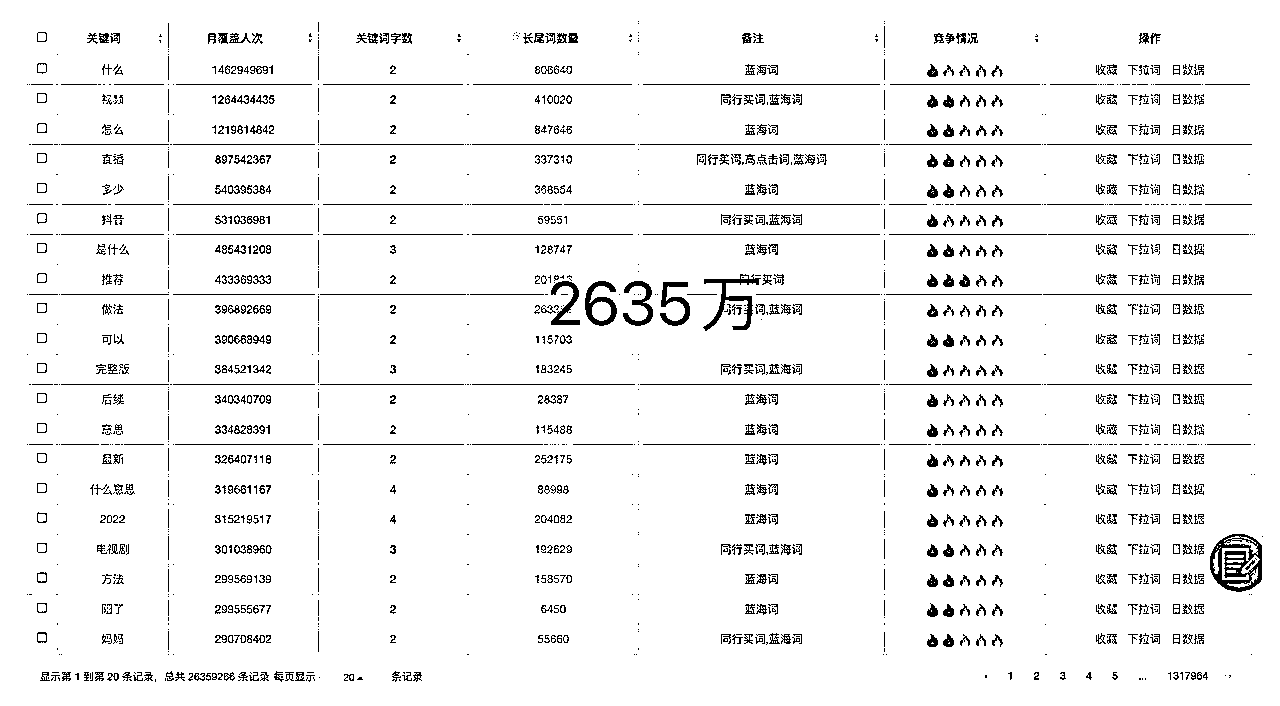 关键词 月覆盖人次 关键词字数 长尾词数量 备注 竞争情况 操作
什么 1462949691 2 806640 蓝海词 收藏 下拉词 日数据
视频 1264434435 2 410020 同行买词,蓝海词 收藏 下拉词 日数据
怎么 1219814842 2 847646 蓝海词 收藏 下拉词 日数据
直播 897542367 2 337310 同行买词,高点击词,蓝海词 收藏 下拉词 日数据
多少 540395384 2 368554 蓝海词 收藏 下拉词 日数据
抖音 531036981 2 59551 同行买词,蓝海词 收藏 下拉词 日数据
是什么 485431208 3 128747 蓝海词 收藏 下拉词 日数据
推荐 433369333 2 同行买词 收藏 下拉词 日数据
2635万
做法 396892669 2 同行买词,蓝海词 收藏 下拉词 日数据
可以 390668949 2 115703 收藏 下拉词 日数据
完整版 384521342 3 183245 同行买词,蓝海词 收藏 下拉词 日数据
后续 340340709 2 28387 蓝海词 收藏 下拉词 日数据
意思 334828391 2 115488 蓝海词 收藏 下拉词 日数据
最新 326407118 2 252175 蓝海词 收藏 下拉词 日数据
什么意思 319661167 4 88998 蓝海词 收藏 下拉词 日数据
2022 315219517 4 204082 蓝海词 收藏 下拉词 日数据
电视剧 301038960 3 192629 同行买词,蓝海词 收藏 下拉词 日数据
方法 299569139 2 158570 蓝海词 收藏 下拉词 日数据
299555677 2 6450 蓝海词 收藏 下拉词 日数据
妈妈 290708402 2 55660 同行买词,蓝海词 收藏 下拉词 日数据
显示第 1 到第 20 条记录，总共 26359266 条记录 每页显示 20 条记录 1 2 3 4 5 ... 1317964